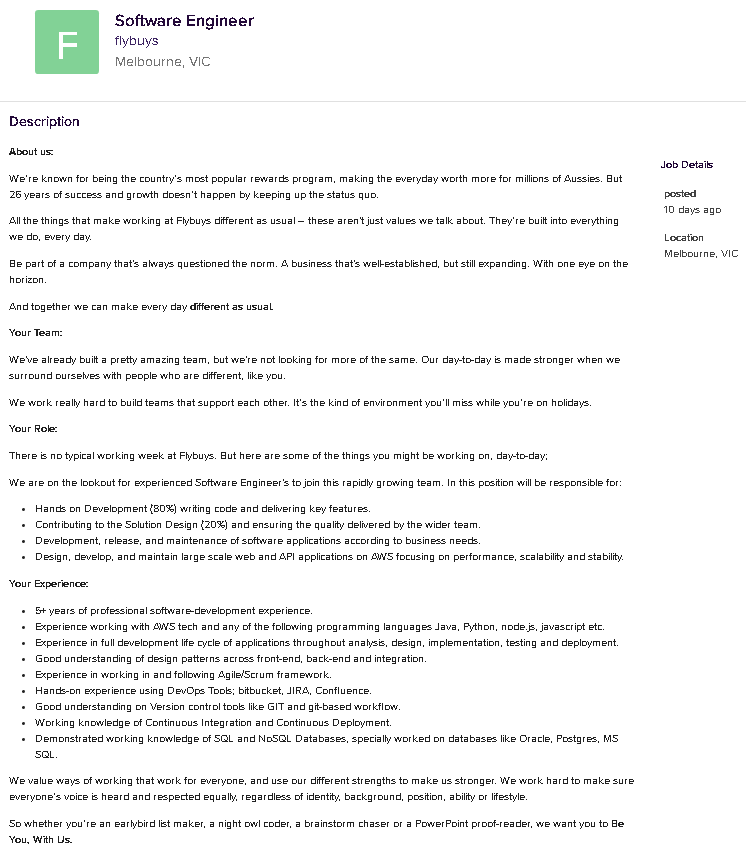 F
Software Engineer
flybuys
Melbourne, VIC
Description
About us:
We're known for being the country's most popular rewards program, making the everyday worth more for millions of Aussies. But
26 years of success and growth doesn't happen by keeping up the status quo.
All the things that make working at Flybuys different as usual – these aren't just values we talk about. They're built into everything
we do, every day.
Be part of a company that's always questioned the norm. A business that's well-established, but still expanding. With one eye on the
horizon.
And together we can make every day different as usual.
Your Team:
We've already built a pretty amazing team, but we're not looking for more of the same. Our day-to-day is made stronger when we
surround ourselves with people who are different, like you.
We work really hard to build teams that support each other. It's the kind of environment you'll miss while you're on holidays.
Your Role:
There is no typical working week at Flybuys. But here are some of the things you might be working on, day-to-day;
We are on the lookout for experienced Software Engineer's to join this rapidly growing team. In this position will be responsible for:
• Hands on Development (80%) writing code and delivering key features.
• Contributing to the Solution Design (20%) and ensuring the quality delivered by the wider team.
• Development, release, and maintenance of software applications according to business needs.
• Design, develop, and maintain large scale web and API applications on AWS focusing on performance, scalability and stability.
Your Experience:
• 5+ years of professional software-development experience.
• Experience working with AWS tech and any of the following programming languages Java, Python, node.js, javascript etc.
• Experience in full development life cycle of applications throughout analysis, design, implementation, testing and deployment.
• Good understanding of design patterns across front-end, back-end and integration.
• Experience in working in and following Agile/Scrum framework.
• Hands-on experience using DevOps Tools; bitbucket, JIRA, Confluence.
• Good understanding on Version control tools like GIT and git-based workflow.
• Working knowledge of Continuous Integration and Continuous Deployment.
• Demonstrated working knowledge of SQL and NoSQL Databases, specially worked on databases like Oracle, Postgres, MS
SQL.
We value ways of working that work for everyone, and use our different strengths to make us stronger. We work hard to make sure
everyone's voice is heard and respected equally, regardless of identity, background, position, ability or lifestyle.
So whether you're an earlybird list maker, a night owl coder, a brainstorm chaser or a PowerPoint proof-reader, we want you to Be
You, With Us.
Job Details
posted
10 days ago
Location
Melbourne, VIC